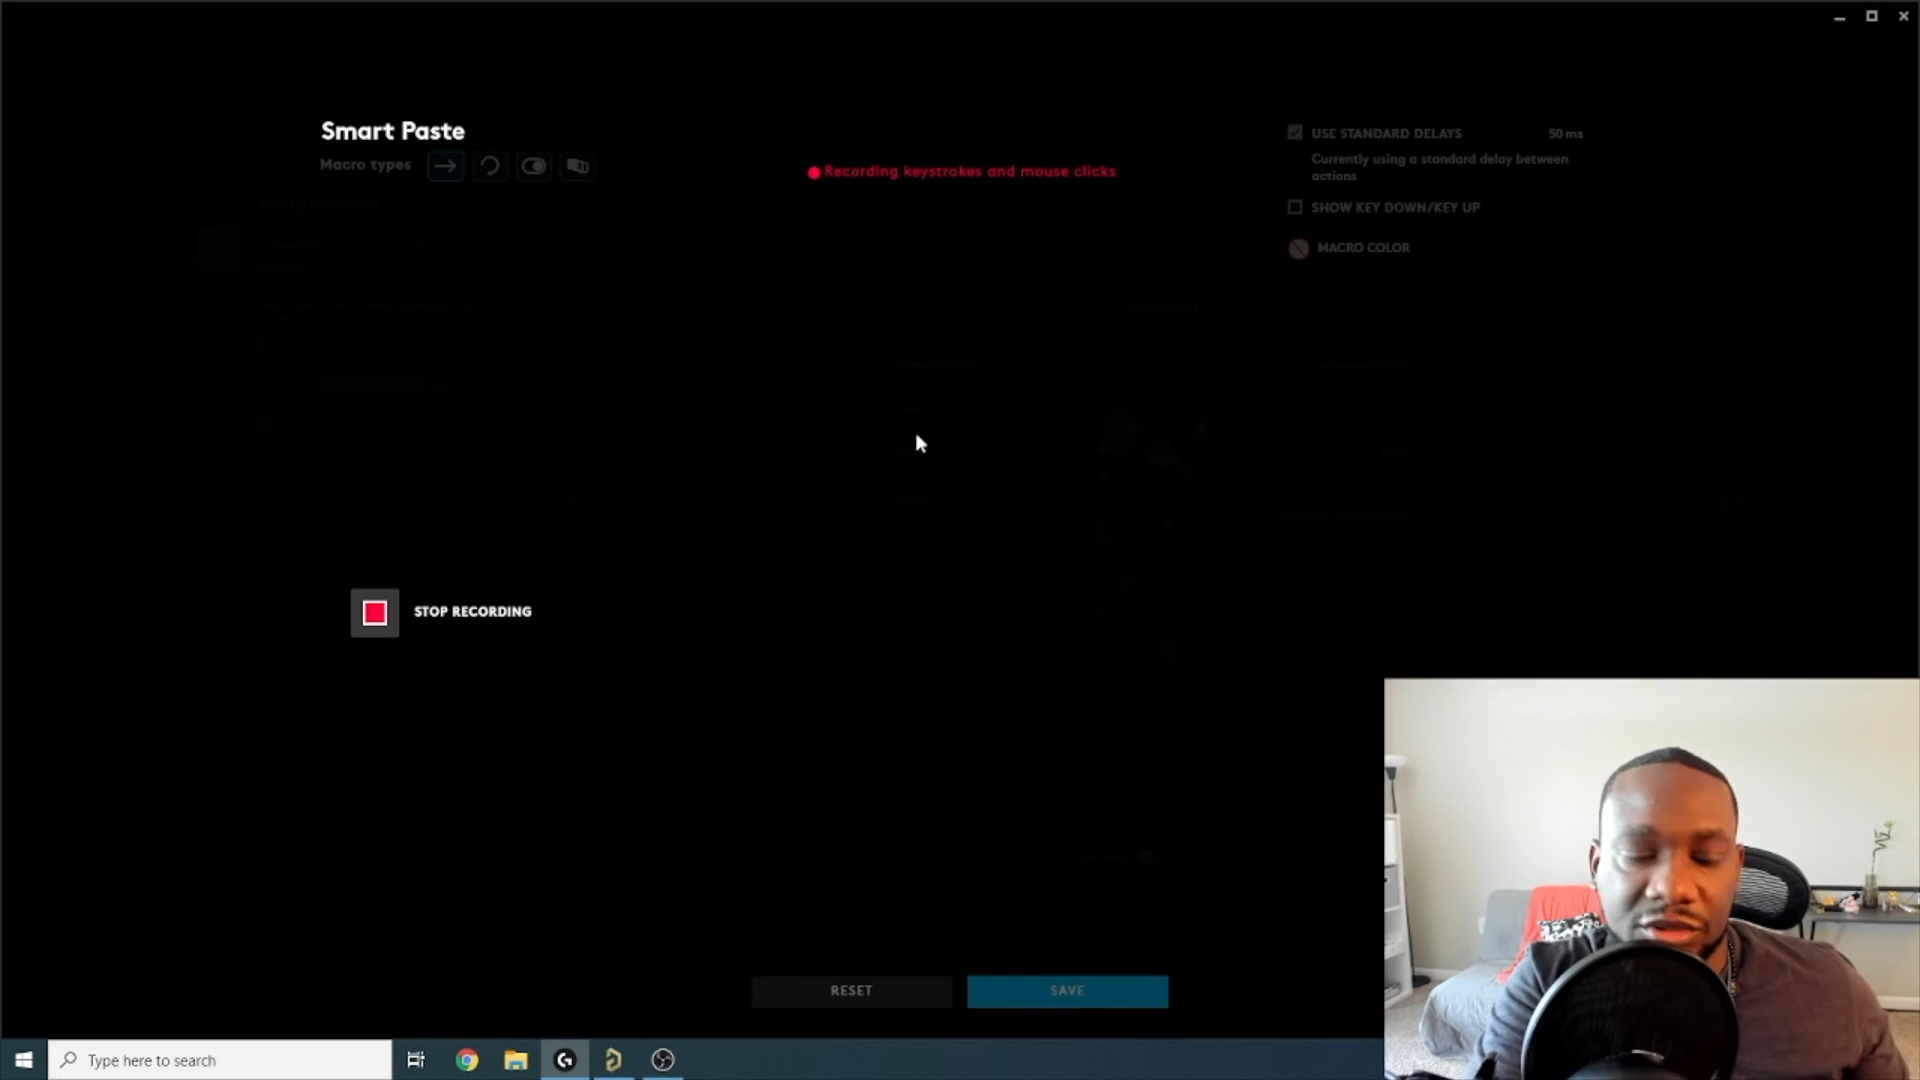 Smart Paste
Macro types
Recording keystrokes and mouse clicks
USE STANDARD DELAYS 50 ms
Currently using a standard delay between
actions
SHOW KEY DOWN/KEY UP
MACRO COLOR
Assignments
STOP RECORDING
RESET
SAVE
Type here to search